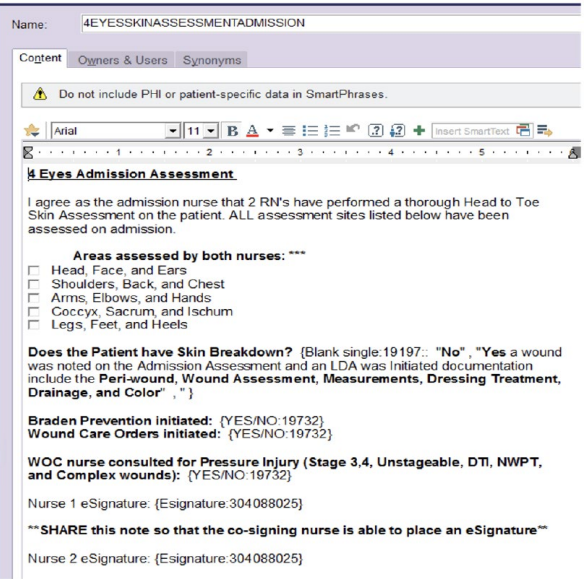 Name: 4EYESSKINASSESSMENTADMISSION
Content Owners & Users Synonyms
Do not include PHI or patient-specific data in SmartPhrases.
Arial 11 B A Insert SmartText
1 2 3 4 5
4 Eyes Admission Assessment
I agree as the admission nurse that 2 RN's have performed a thorough Head to Toe
Skin Assessment on the patient. ALL assessment sites listed below have been
assessed on admission.
Areas assessed by both nurses: ***
Head, Face, and Ears
Shoulders, Back, and Chest
Arms, Elbows, and Hands
Coccyx, Sacrum, and Ischum
Legs, Feet, and Heels
Does the Patient have Skin Breakdown? {Blank single:19197:: "No" , "Yes a wound
was noted on the Admission Assessment and an LDA was Initiated documentation
include the Peri-wound, Wound Assessment, Measurements, Dressing Treatment,
Drainage, and Color" , " }
Braden Prevention initiated: {YES/NO:19732}
Wound Care Orders initiated: {YES/NO:19732}
WOC nurse consulted for Pressure Injury (Stage 3,4, Unstageable, DTI, NWPT,
and Complex wounds): {YES/NO:19732}
Nurse 1 eSignature: {Esignature:304088025}
**SHARE this note so that the co-signing nurse is able to place an eSignature**
Nurse 2 eSignature: {Esignature:304088025}